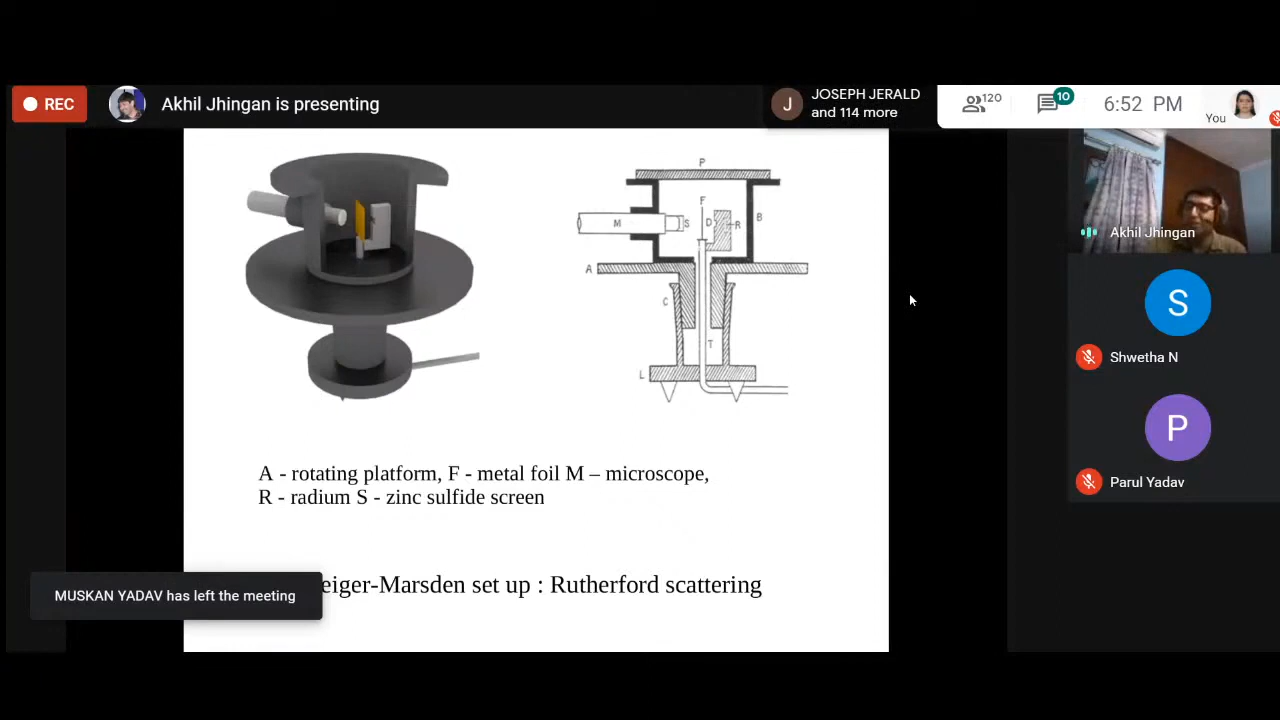 REC
Akhil Jhingan is presenting
J
JOSEPH JERALD
and 114 more
120
10
6:52 PM
You
P
F
M
S
D
R
B
A
C
T
L
Akhil Jhingan
S
Shwetha N
P
Parul Yadav
A - rotating platform, F - metal foil M – microscope,
R - radium S - zinc sulfide screen
eiger-Marsden set up : Rutherford scattering
MUSKAN YADAV has left the meeting